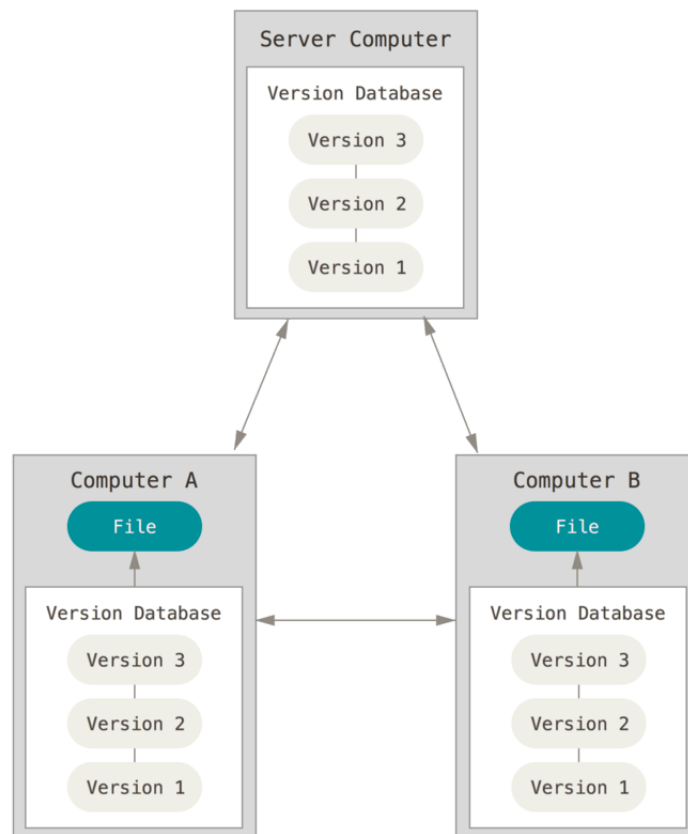 Server Computer
Version Database
Version 3
Version 2
Version 1
Computer A
File
Version Database
Version 3
Version 2
Version 1
Computer B
File
Version Database
Version 3
Version 2
Version 1